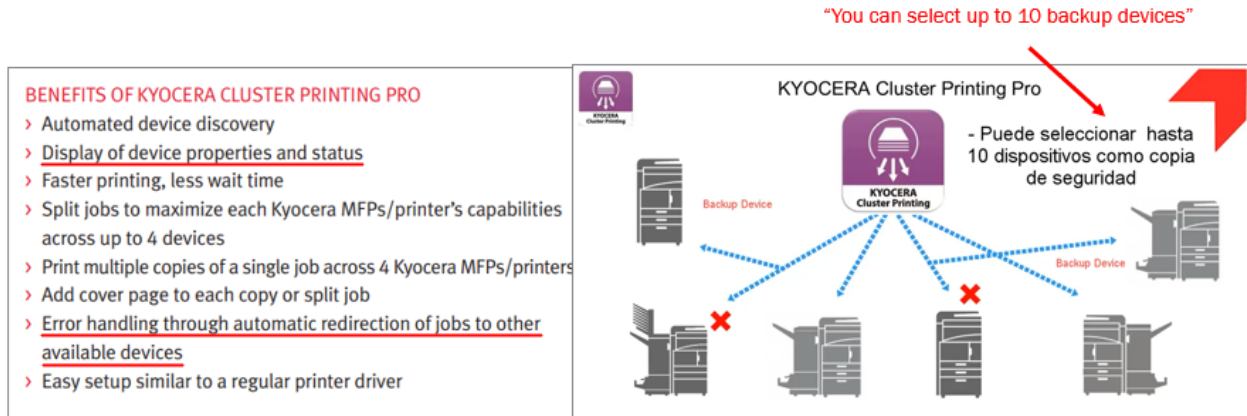 “You can select up to 10 backup devices”
BENEFITS OF KYOCERA CLUSTER PRINTING PRO
› Automated device discovery
› Display of device properties and status
› Faster printing, less wait time
› Split jobs to maximize each Kyocera MFPs/printer's capabilities
across up to 4 devices
› Print multiple copies of a single job across 4 Kyocera MFPs/printers
› Add cover page to each copy or split job
› Error handling through automatic redirection of jobs to other
available devices
› Easy setup similar to a regular printer driver
KYOCERA
Cluster Printing
KYOCERA Cluster Printing Pro
KYOCERA
Cluster Printing
- Puede seleccionar hasta
10 dispositivos como copia
de seguridad
Backup Device
Backup Device